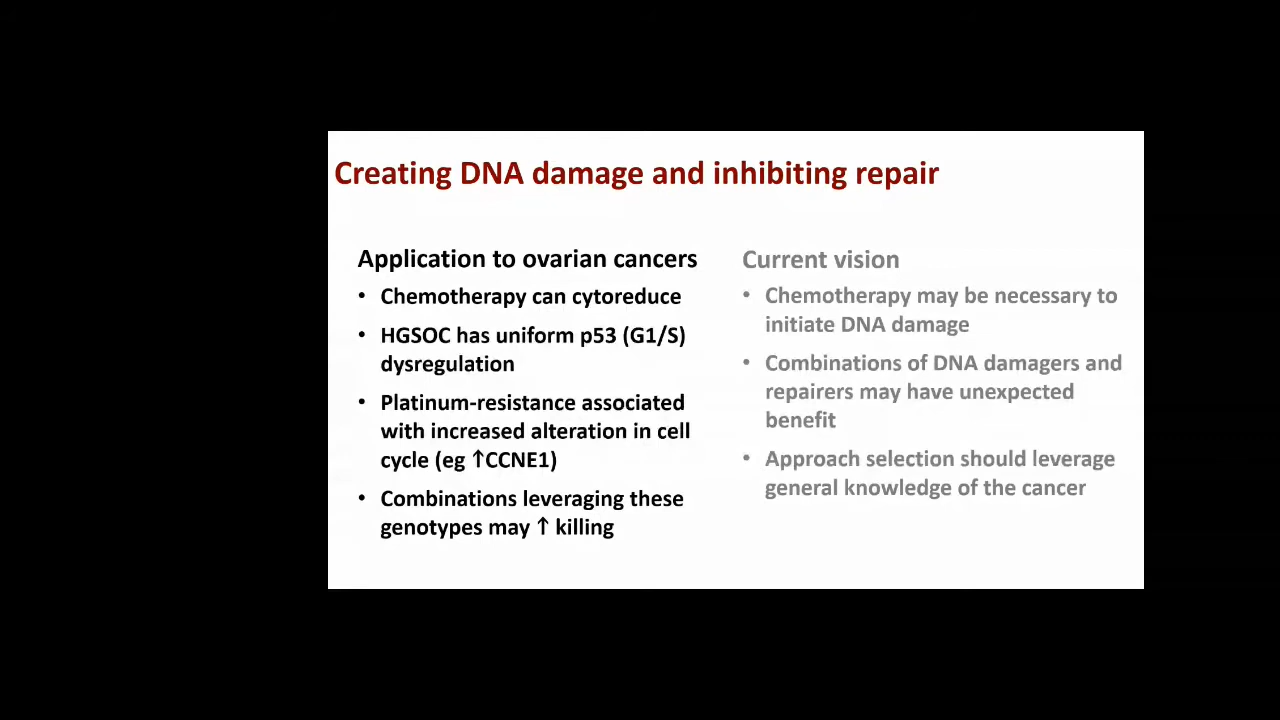 Creating DNA damage and inhibiting repair
Application to ovarian cancers
• Chemotherapy can cytoreduce
• HGSOC has uniform p53 (G1/S)
dysregulation
• Platinum-resistance associated
with increased alteration in cell
cycle (eg ↑CCNE1)
• Combinations leveraging these
genotypes may ↑ killing
Current vision
• Chemotherapy may be necessary to
initiate DNA damage
• Combinations of DNA damagers and
repairers may have unexpected
benefit
• Approach selection should leverage
general knowledge of the cancer